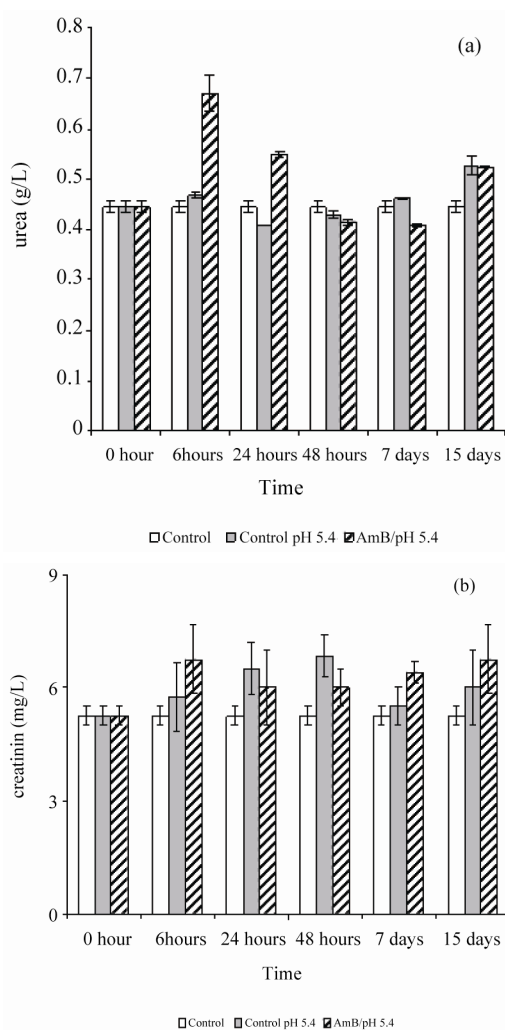 (a)
0.8
0.7
0.6
0.5
0.4
0.3
0.2
0.1
0
urea (g/L)
0 hour 6hours 24 hours 48 hours 7 days 15 days
Time
Control Control pH 5.4 AmB/pH 5.4
(b)
9
6
3
0
creatinin (mg/L)
0 hour 6hours 24 hours 48 hours 7 days 15 days
Time
Control Control pH 5.4 AmB/pH 5.4